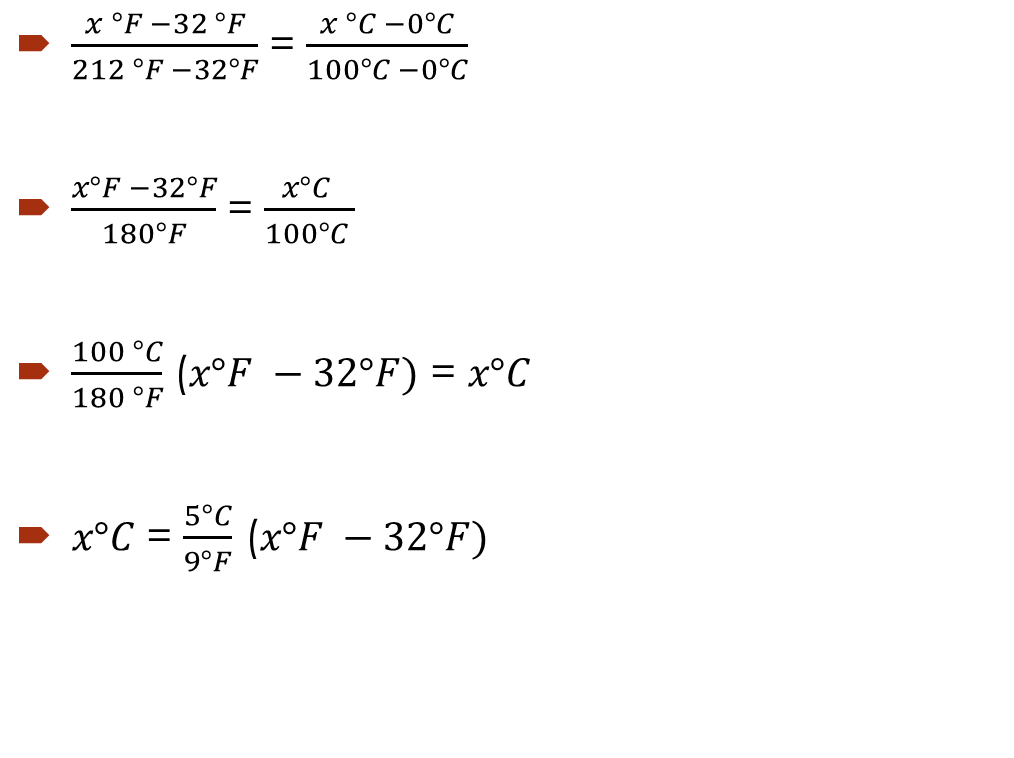 x °F −32 °F / 212 °F −32°F = x °C −0°C / 100°C −0°C
x°F −32°F / 180°F = x°C / 100°C
100 °C / 180 °F (x°F − 32°F) = x°C
x°C = 5°C / 9°F (x°F − 32°F)